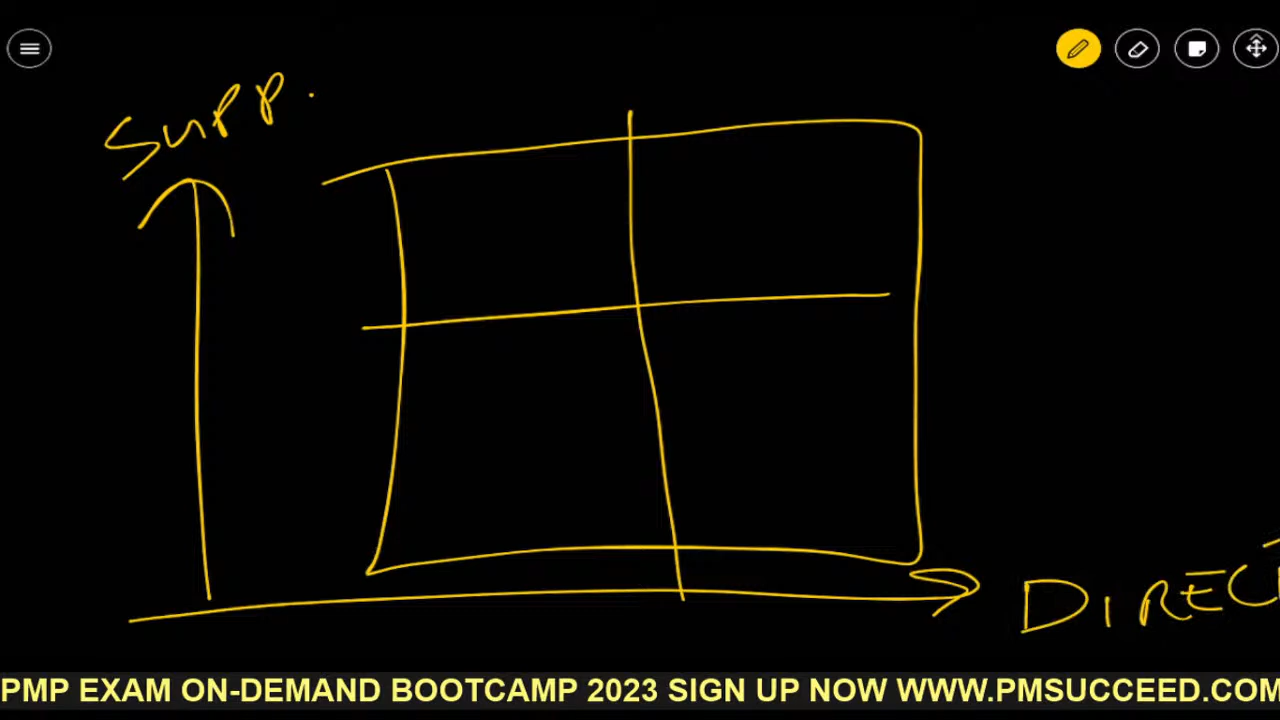 Supp.
DIREC
PMP EXAM ON-DEMAND BOOTCAMP 2023 SIGN UP NOW WWW.PMSUCCEED.COM